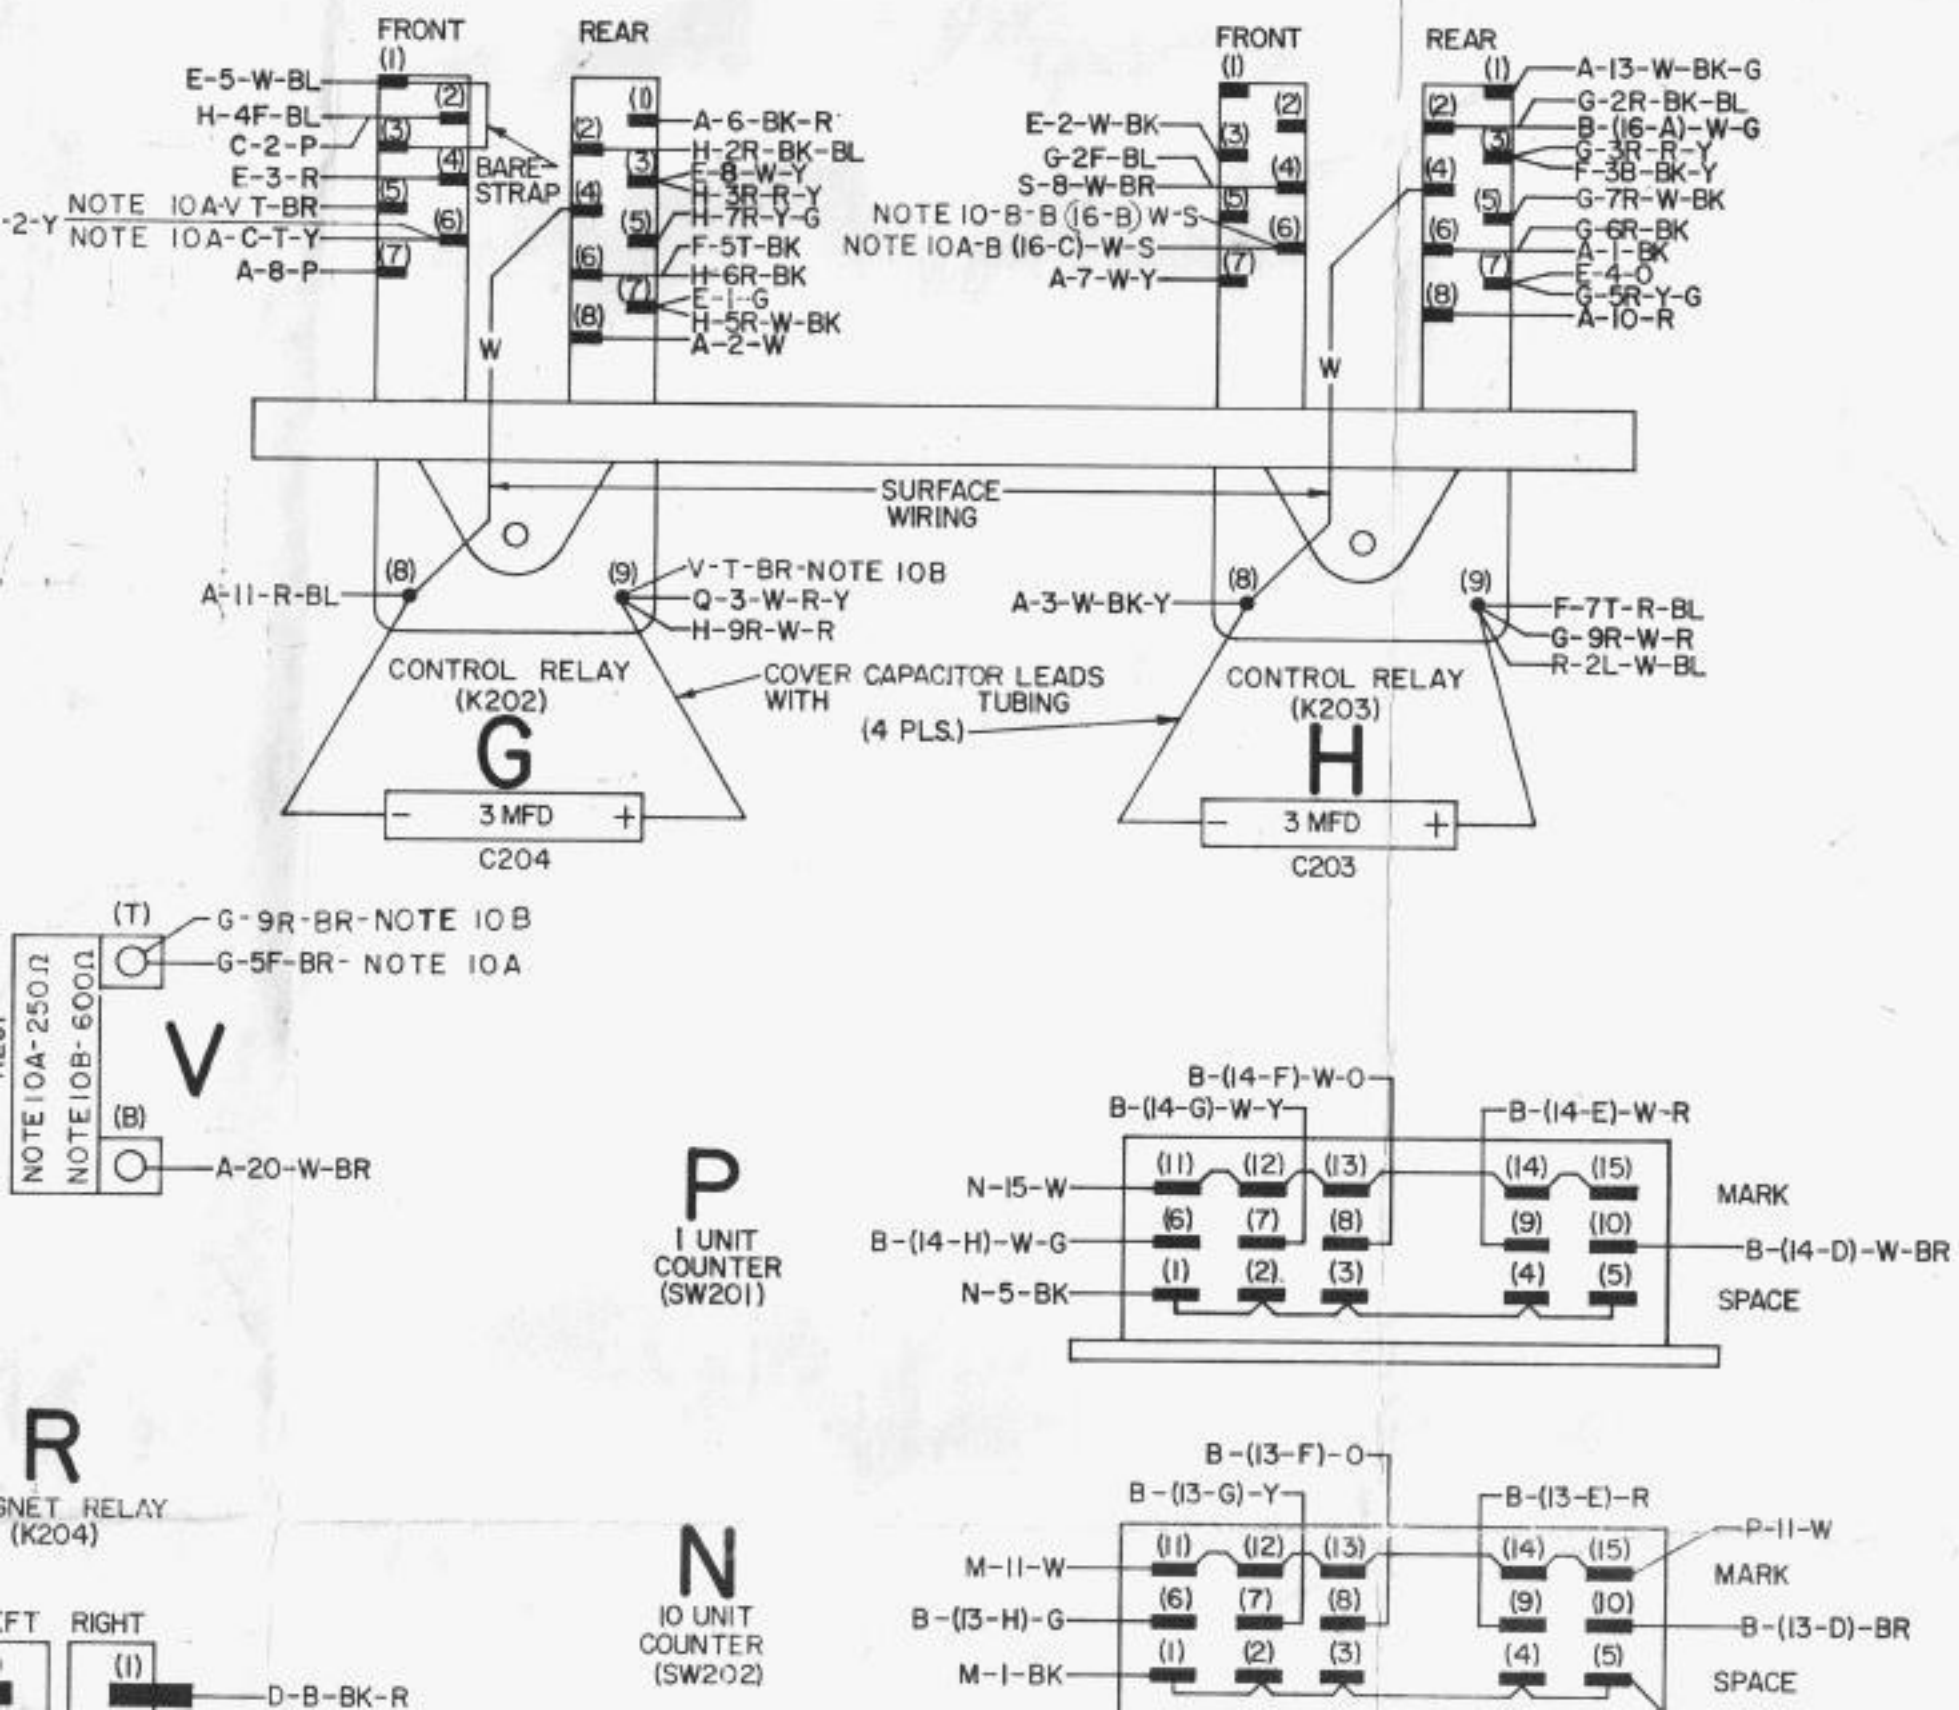 FRONT
REAR
(1)
E-5-W-BL
H-4F-BL
C-2-P
E-3-R
-2-Y
NOTE 10A-V T-BR
NOTE 10A-C-T-Y
A-8-P
(2)
(3)
(4)
(5)
(6)
(7)
BARE
STRAP
W
(1)
(2)
(3)
(4)
(5)
(6)
(7)
(8)
A-6-BK-R
H-2R-BK-BL
E-8-W-Y
H-3R-R-Y
H-7R-Y-G
F-5T-BK
H-6R-BK
E-1-G
H-5R-W-BK
A-2-W
FRONT
REAR
(1)
(2)
(3)
(4)
(5)
(6)
(7)
E-2-W-BK
G-2F-BL
S-8-W-BR
NOTE 10-B-B (16-B) W-S
NOTE 10A-B (16-C)-W-S
A-7-W-Y
W
(1)
(2)
(3)
(4)
(5)
(6)
(7)
(8)
A-13-W-BK-G
G-2R-BK-BL
B-(16-A)-W-G
G-3R-R-Y
F-3B-BK-Y
G-7R-W-BK
G-6R-BK
A-1-BK
E-4-O
G-5R-Y-G
A-10-R
SURFACE
WIRING
A-11-R-BL
(8)
(9)
V-T-BR-NOTE 10B
Q-3-W-R-Y
H-9R-W-R
CONTROL RELAY
(K202)
G
- 3 MFD +
C204
COVER CAPACITOR LEADS
WITH TUBING
(4 PLS.)
A-3-W-BK-Y
(8)
(9)
F-7T-R-BL
G-9R-W-R
R-2L-W-BL
CONTROL RELAY
(K203)
H
- 3 MFD +
C203
(T)
G-9R-BR-NOTE 10B
G-5F-BR- NOTE 10A
NOTE 10A-250Ω
NOTE 10B-600Ω
V
(B)
A-20-W-BR
P
1 UNIT
COUNTER
(SW201)
B-(14-F)-W-O
B-(14-G)-W-Y
B-(14-E)-W-R
N-15-W
(11) (12) (13) (14) (15)
MARK
B-(14-H)-W-G
(6) (7) (8) (9) (10)
B-(14-D)-W-BR
N-5-BK
(1) (2) (3) (4) (5)
SPACE
R
GNET RELAY
(K204)
EFT RIGHT
(1)
D-B-BK-R
N
10 UNIT
COUNTER
(SW202)
B-(13-F)-O
B-(13-G)-Y
B-(13-E)-R
P-11-W
M-11-W
(11) (12) (13) (14) (15)
MARK
B-(13-H)-G
(6) (7) (8) (9) (10)
B-(13-D)-BR
M-1-BK
(1) (2) (3) (4) (5)
SPACE